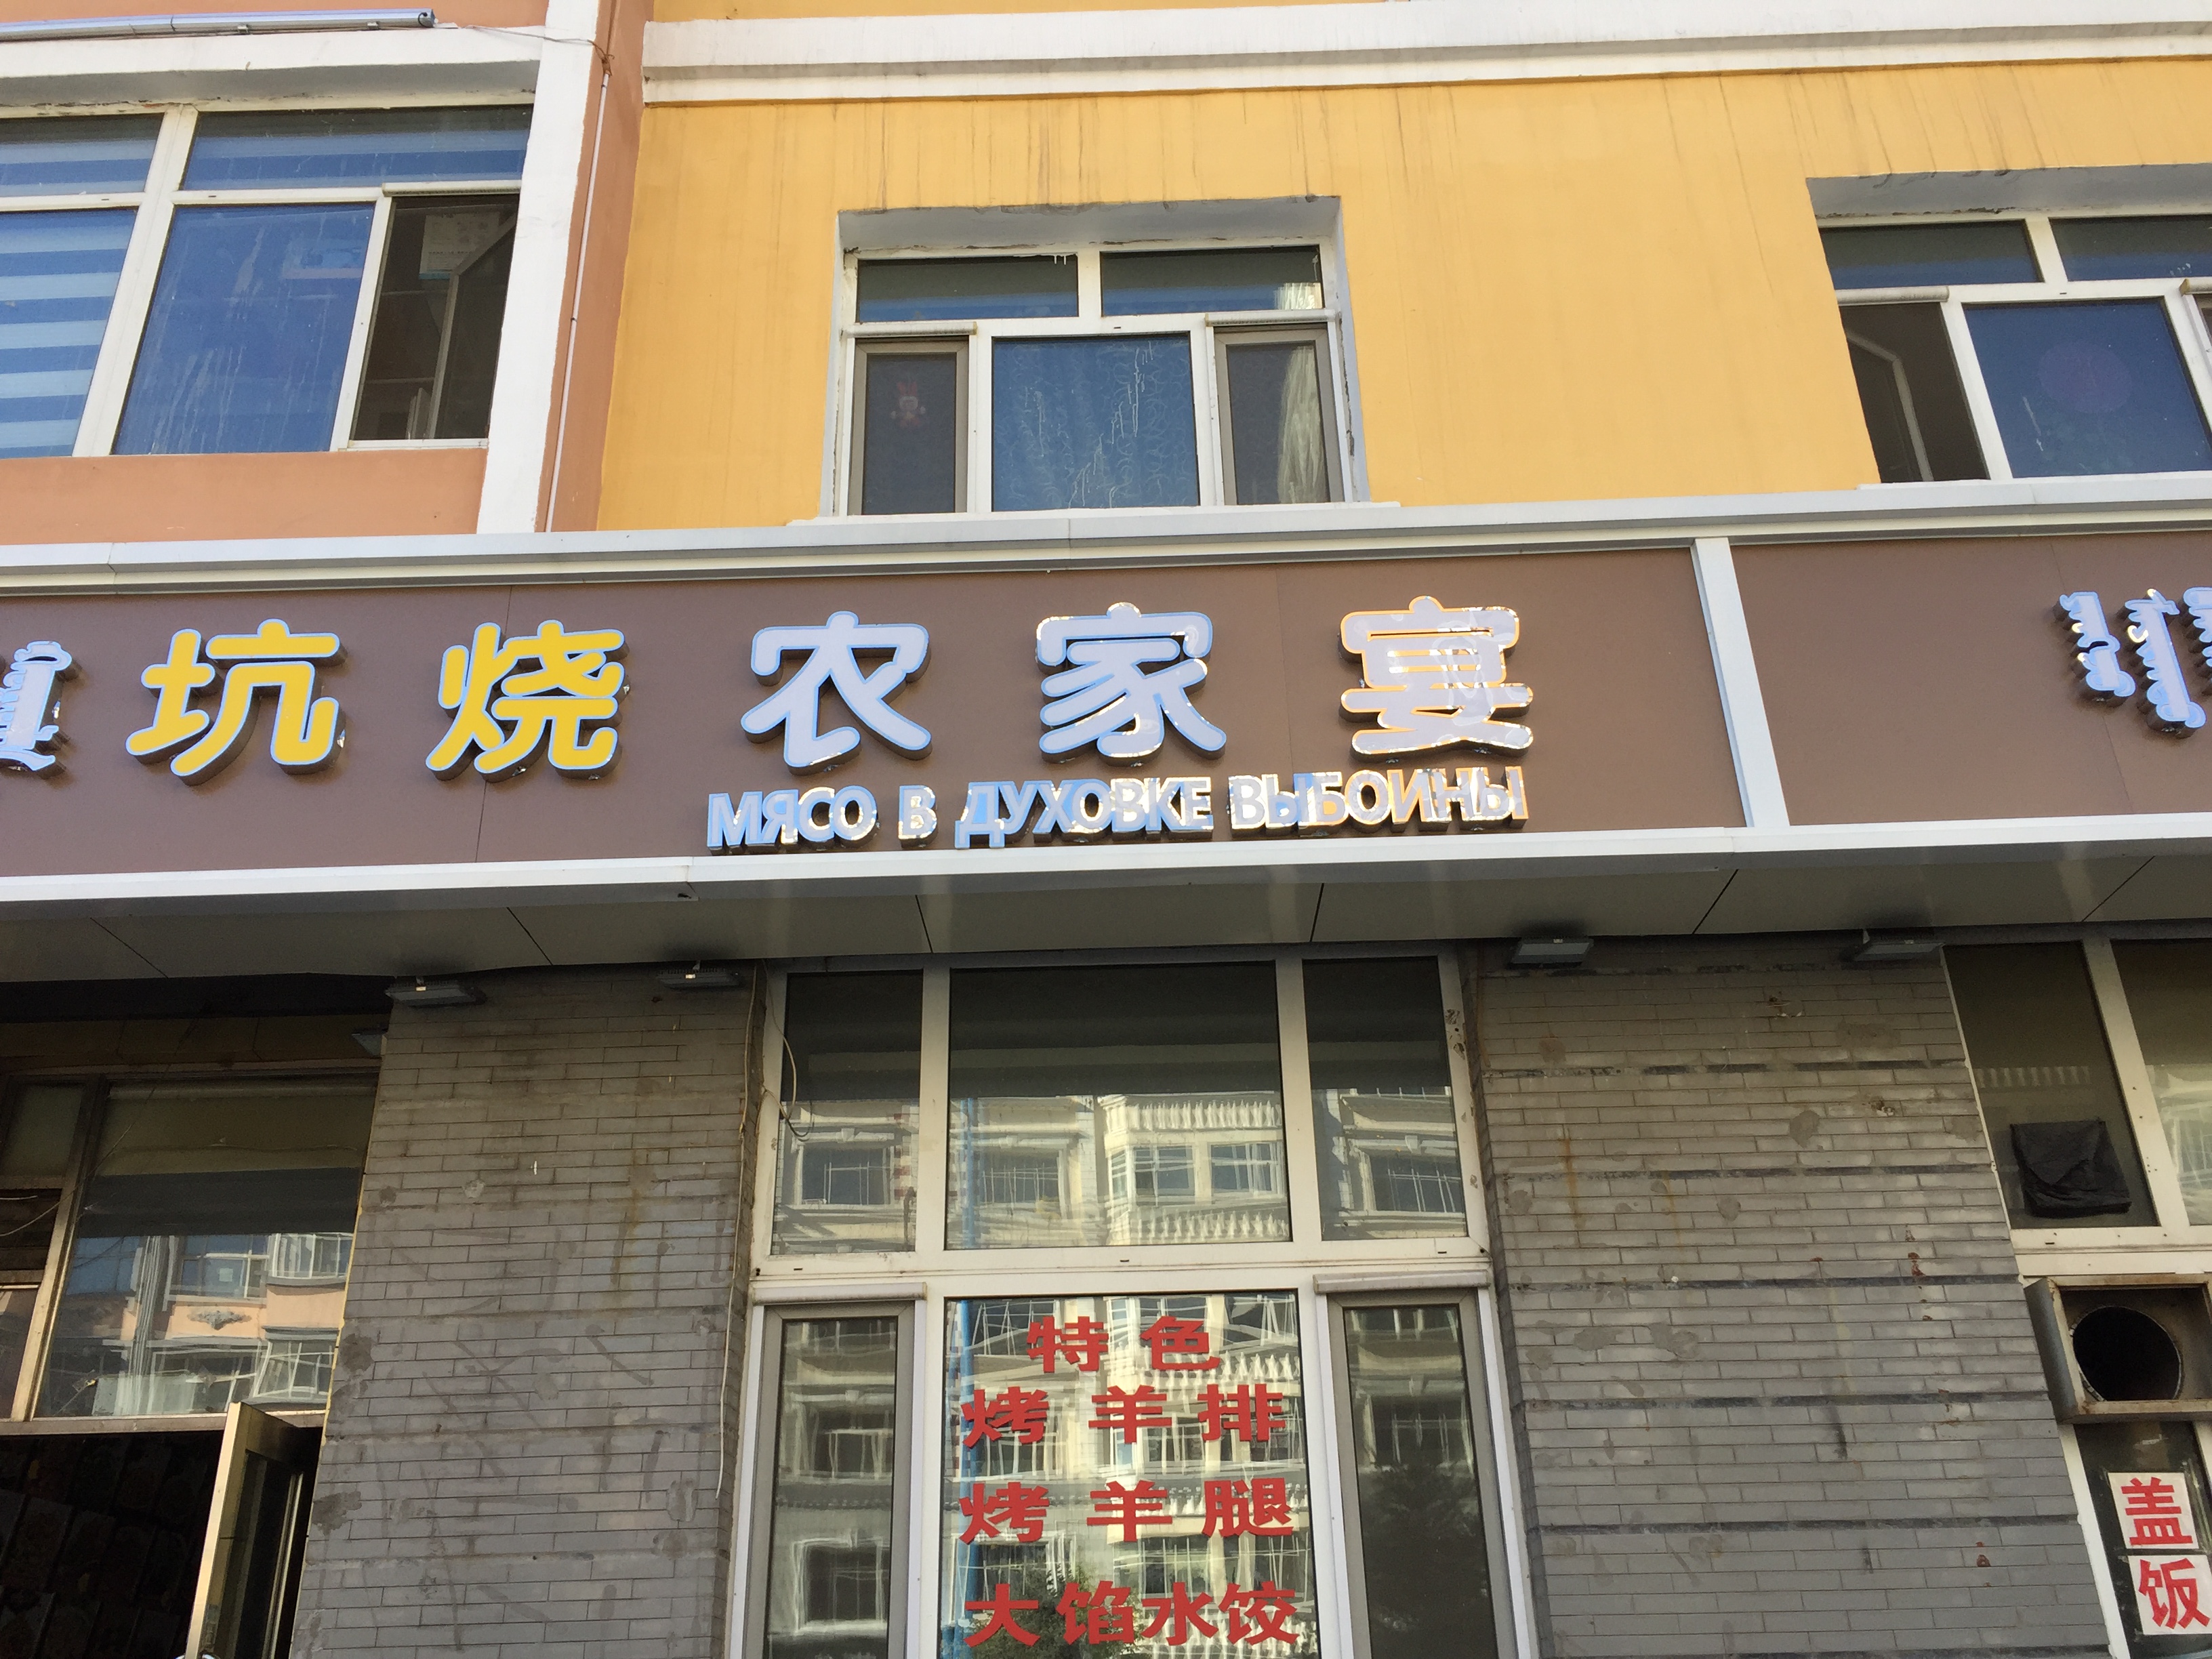 坑烧农家宴
МЯСО В ДУХОВКЕ ВЫБОИНЫ
特色
烤羊排
烤羊腿
大馅水饺
盖饭